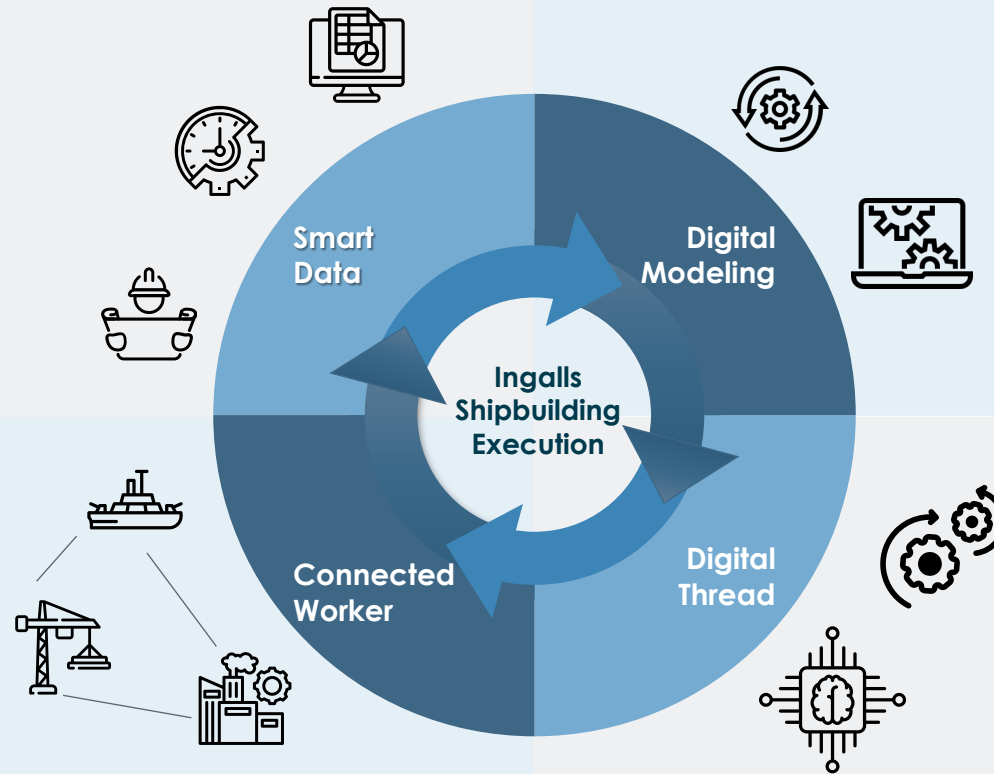 Smart
Data
Digital
Modeling
Ingalls
Shipbuilding
Execution
Connected
Worker
Digital
Thread